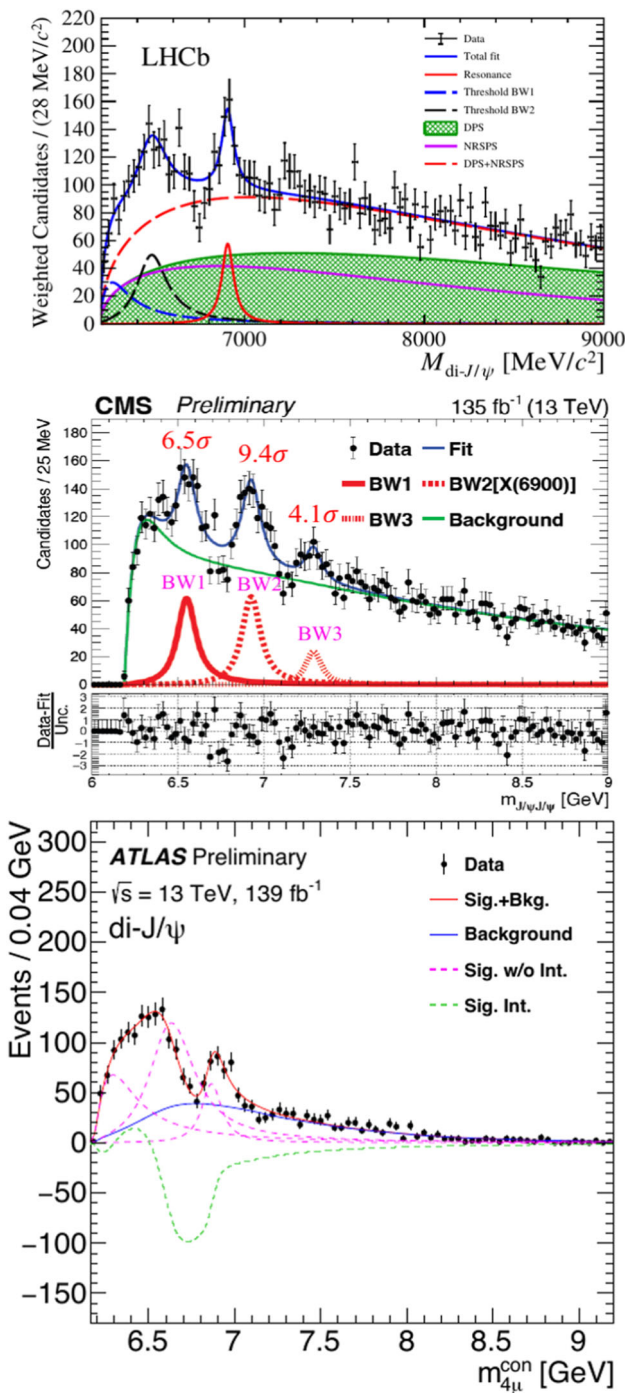 LHCb
Data
Total fit
Resonance
Threshold BW1
Threshold BW2
DPS
NRSPS
DPS+NRSPS
Weighted Candidates / (28 MeV/c²)
220
200
180
160
140
120
100
80
60
40
20
0
7000 8000 9000
M di-J/ψ [MeV/c²]
CMS Preliminary 135 fb⁻¹ (13 TeV)
Candidates / 25 MeV
180
160
140
120
100
80
60
40
20
0
6.5σ 9.4σ 4.1σ
Data Fit
BW1 BW2[X(6900)]
BW3 Background
BW1 BW2 BW3
Data-Fit
Unc.
3
2
1
0
-1
-2
-3
6 6.5 7 7.5 8 8.5 9
m J/ψJ/ψ [GeV]
Events / 0.04 GeV
300
250
200
150
100
50
0
−50
−100
−150
ATLAS Preliminary
√s = 13 TeV, 139 fb⁻¹
di-J/ψ
Data
Sig.+Bkg.
Background
Sig. w/o Int.
Sig. Int.
6.5 7 7.5 8 8.5 9
m con 4μ [GeV]